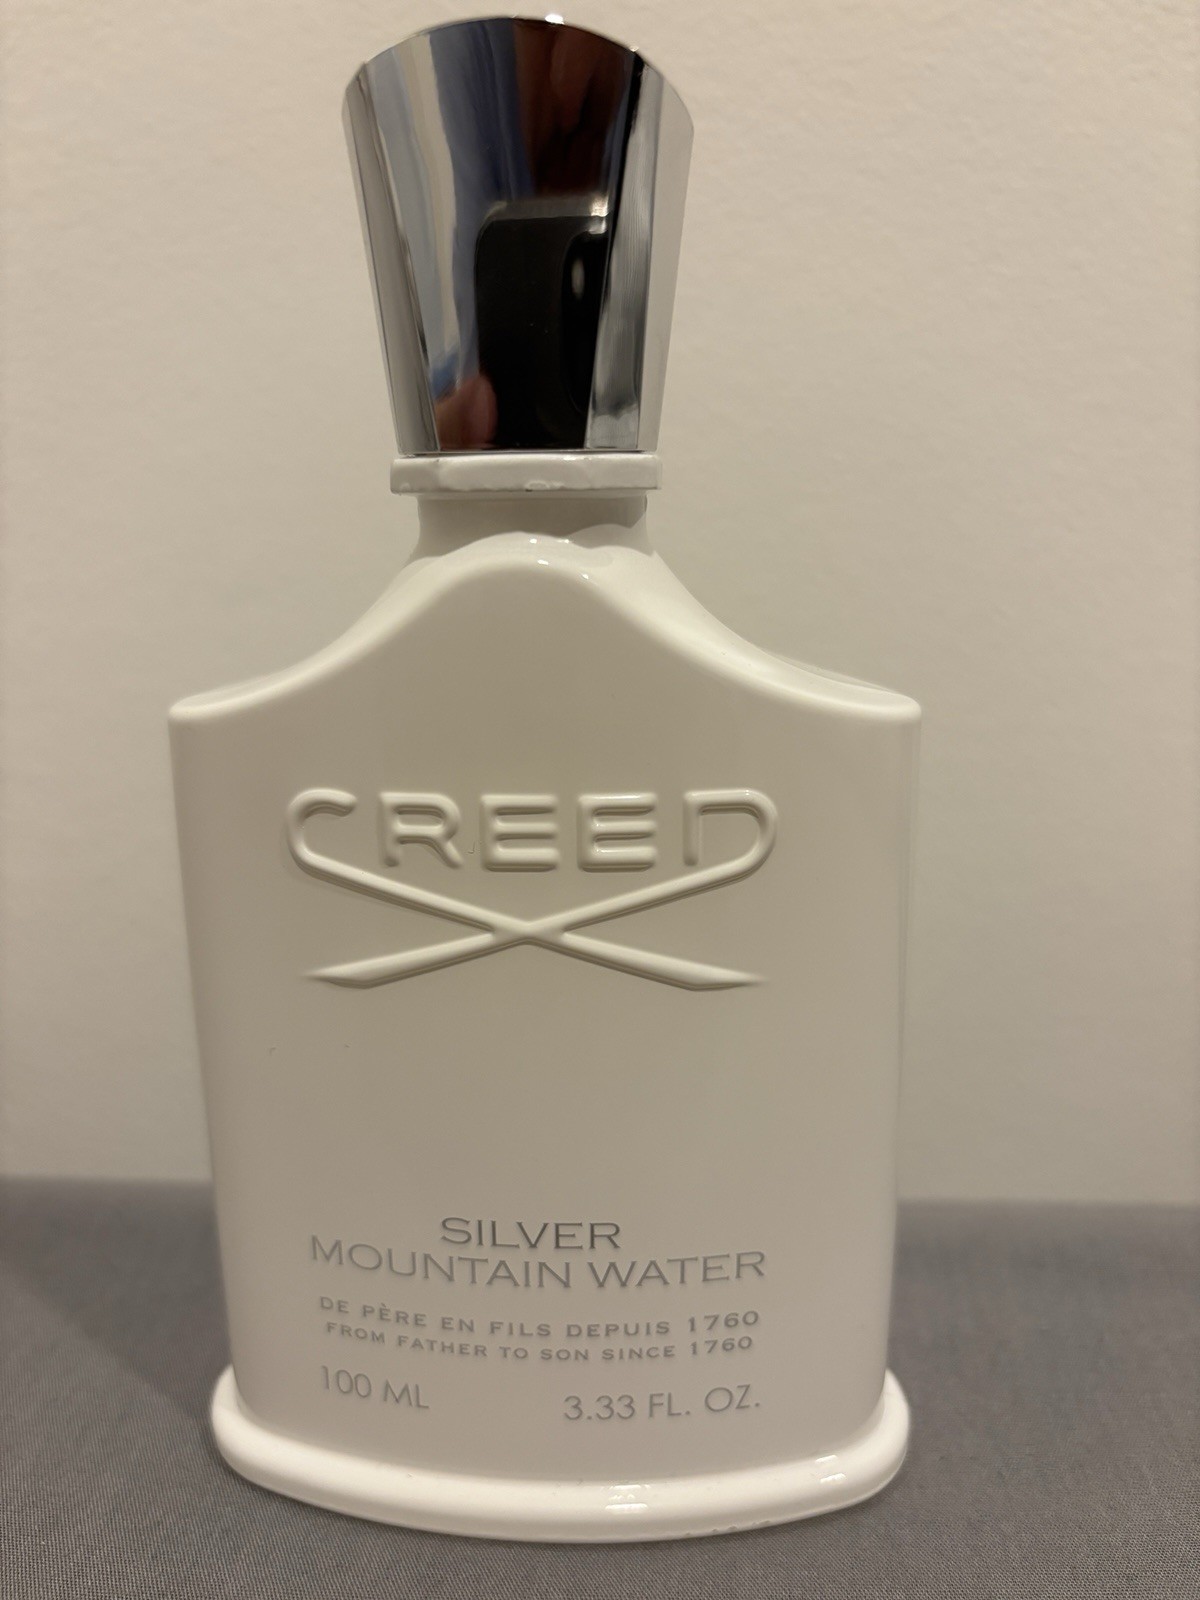 CREED
SILVER
MOUNTAIN WATER
DE PÈRE EN FILS DEPUIS 1760
FROM FATHER TO SON SINCE 1760
100 ML 3.33 FL. OZ.